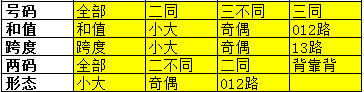 号码 全部 二同 三不同 三同
和值 和值 小大 奇偶 012路
跨度 跨度 小大 奇偶 13路
两码 全部 二不同 二同 背靠背
形态 小大 奇偶 012路